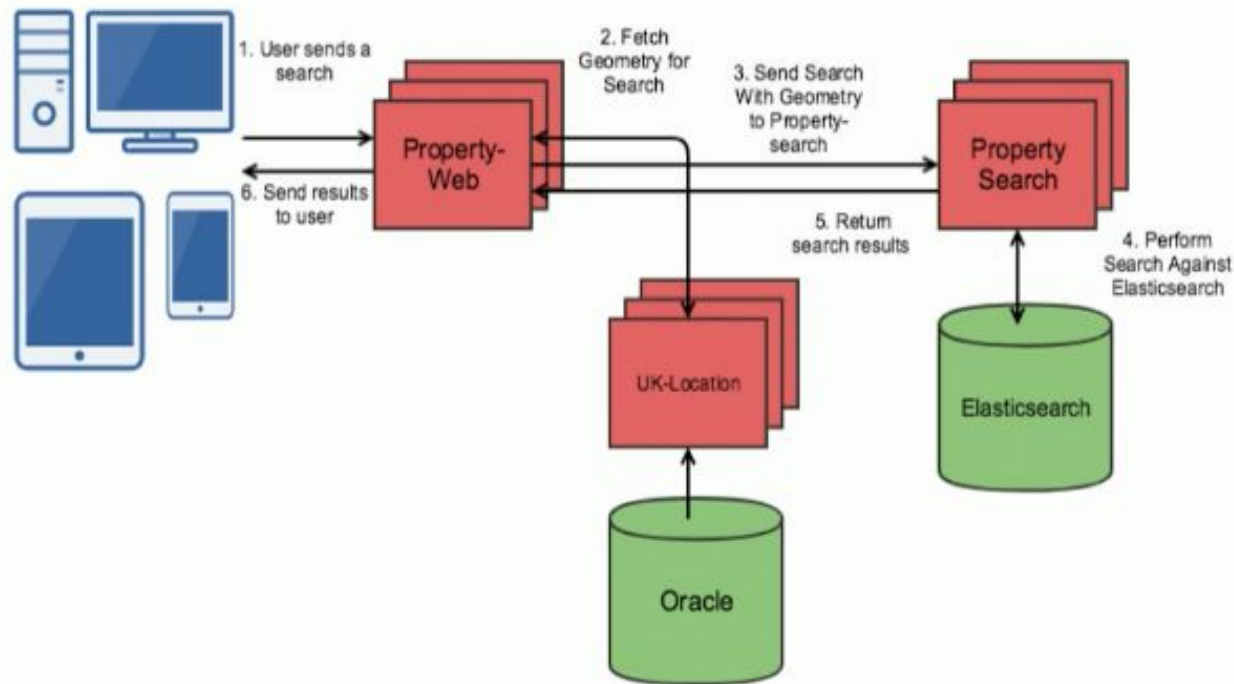 1. User sends a
search
2. Fetch
Geometry for
Search
3. Send Search
With Geometry
to Property-
search
Property-
Web
Property
Search
6. Send results
to user
5. Return
search results
4. Perform
Search Against
Elasticsearch
UK-Location
Elasticsearch
Oracle